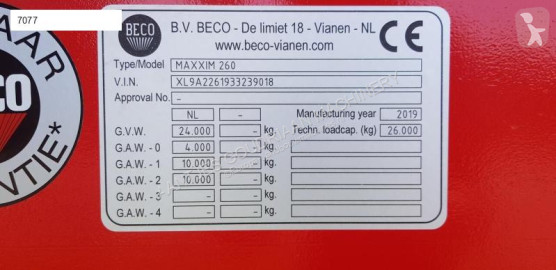 7077
AAR
BECO
NTIE*
BECO
B.V. BECO - De limiet 18 - Vianen - NL
www.beco-vianen.com
CE
Type/Model MAXXIM 260
V.I.N. XL9A2261933239018
Approval No. -
NL -
Manufacturing year 2019
G.V.W. 24.000 - kg. Techn. loadcap. (kg) 26.000
G.A.W. - 0 4.000 - kg.
G.A.W. - 1 10.000 - kg.
G.A.W. - 2 10.000 - kg.
G.A.W. - 3 - - kg.
G.A.W. - 4 - - kg.